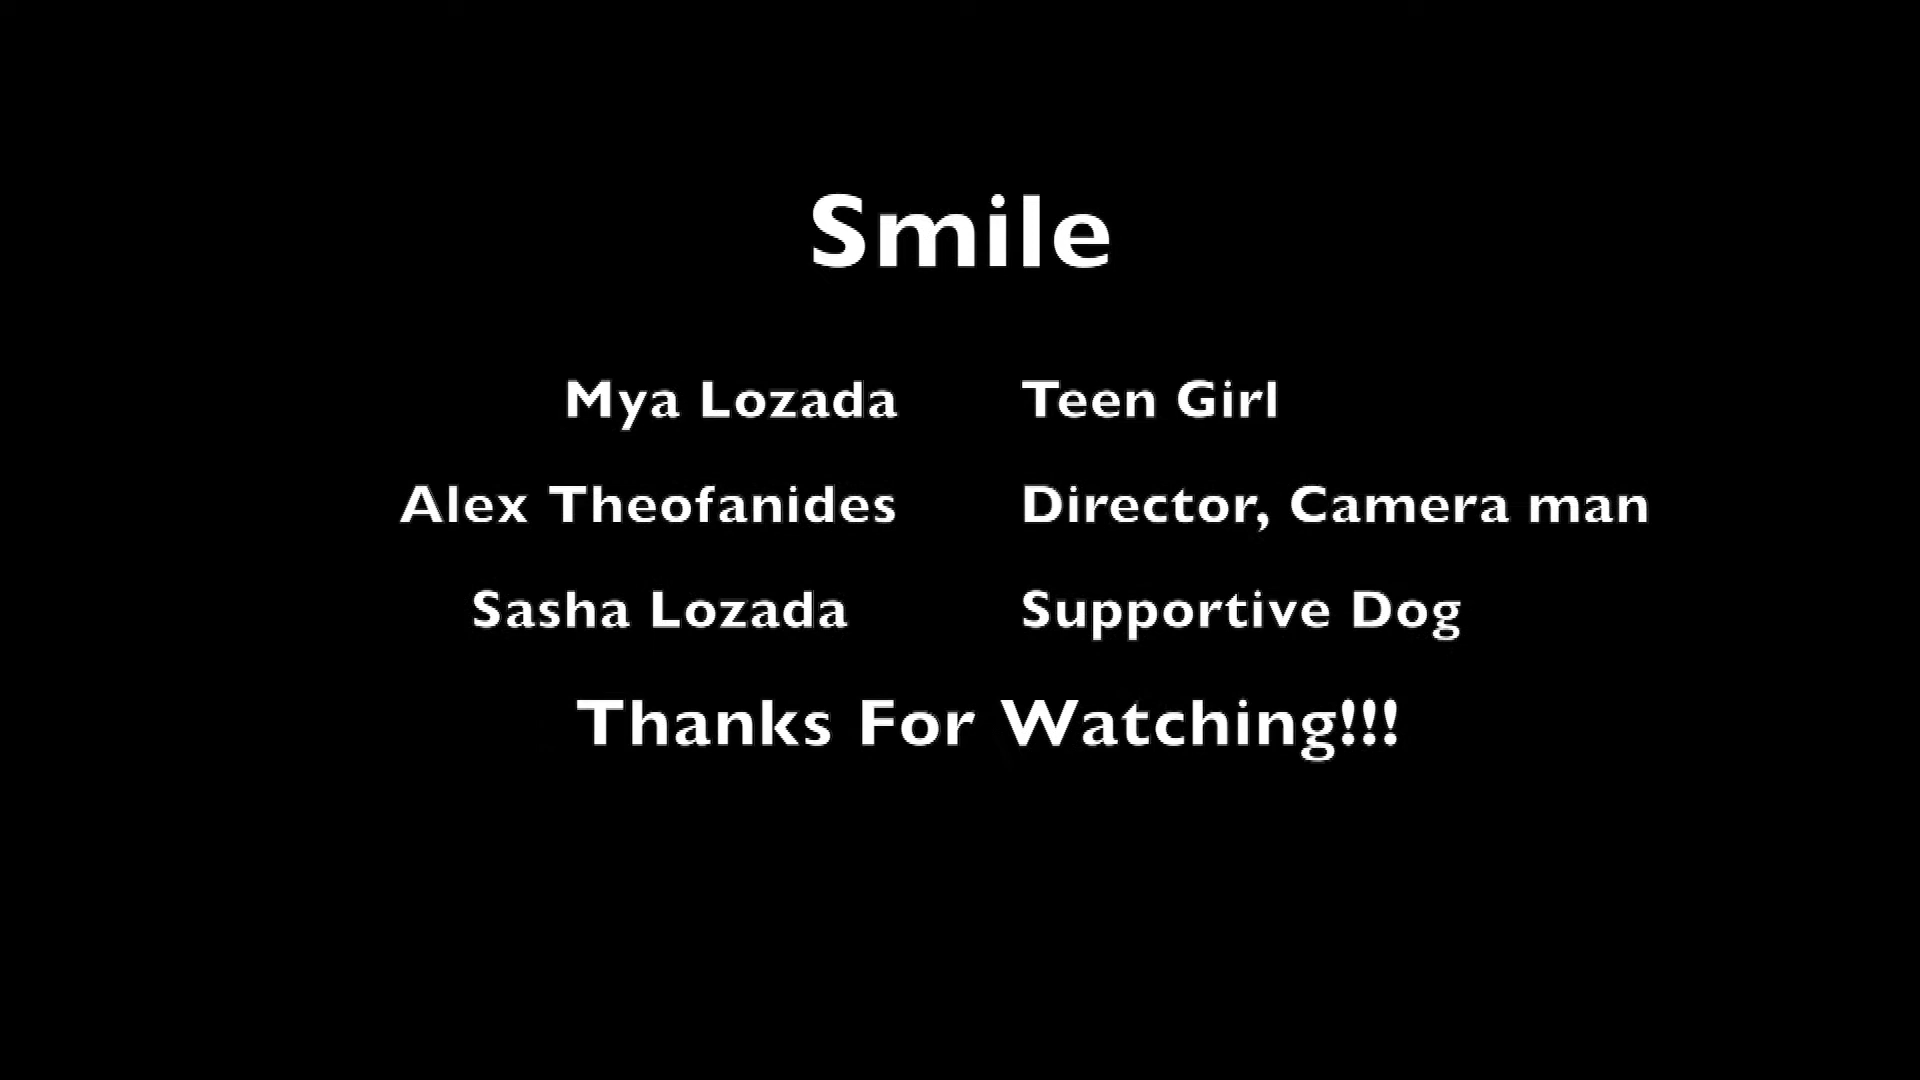 Smile
Mya Lozada Teen Girl
Alex Theofanides Director, Camera man
Sasha Lozada Supportive Dog
Thanks For Watching!!!